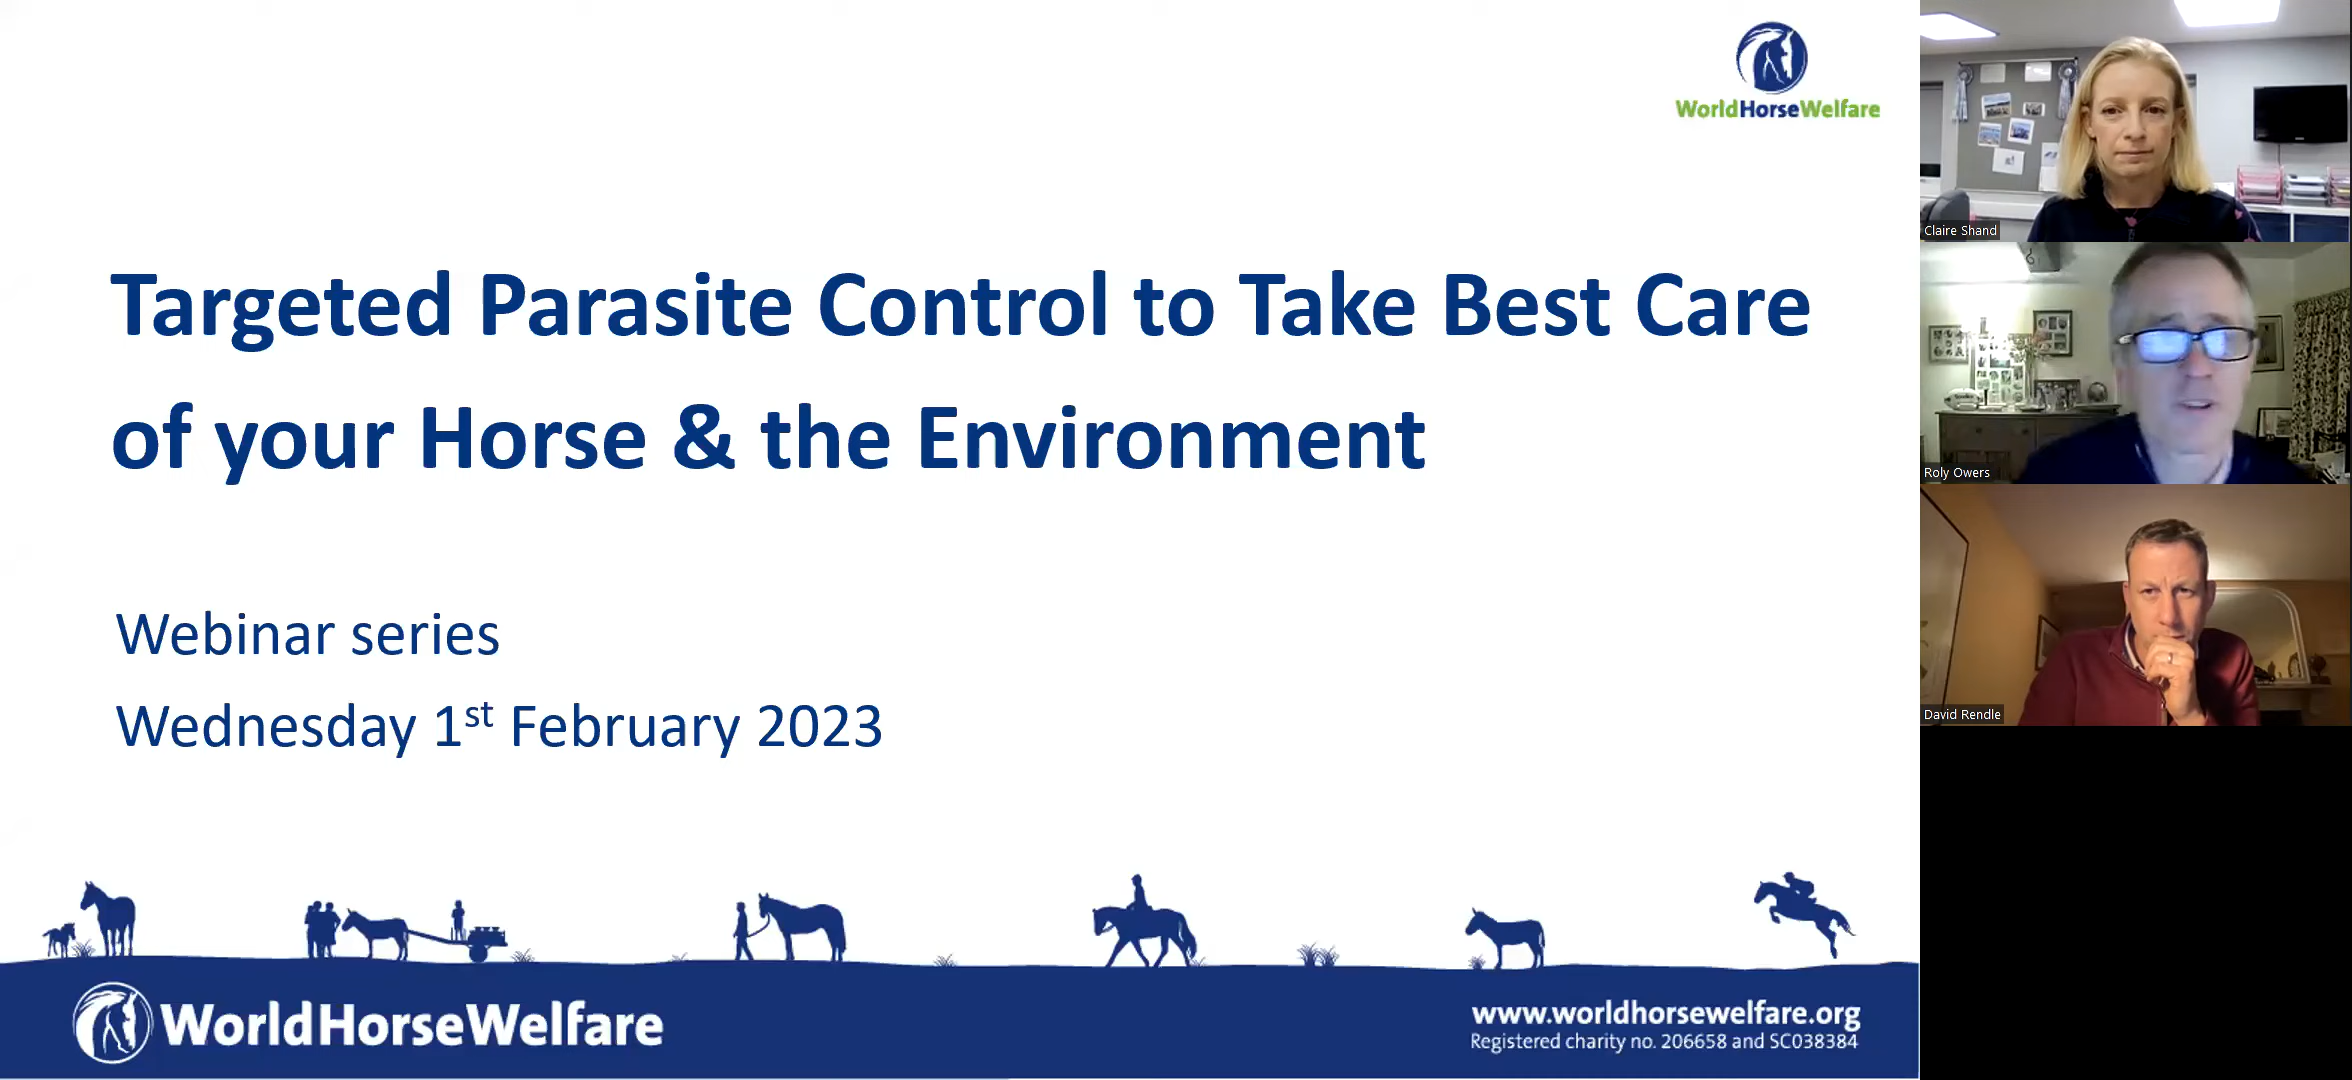 WorldHorseWelfare
Targeted Parasite Control to Take Best Care
of your Horse & the Environment
Webinar series
Wednesday 1st February 2023
WorldHorseWelfare
www.worldhorsewelfare.org
Registered charity no. 206658 and SC038384
Claire Shand
Roly Owers
David Rendle